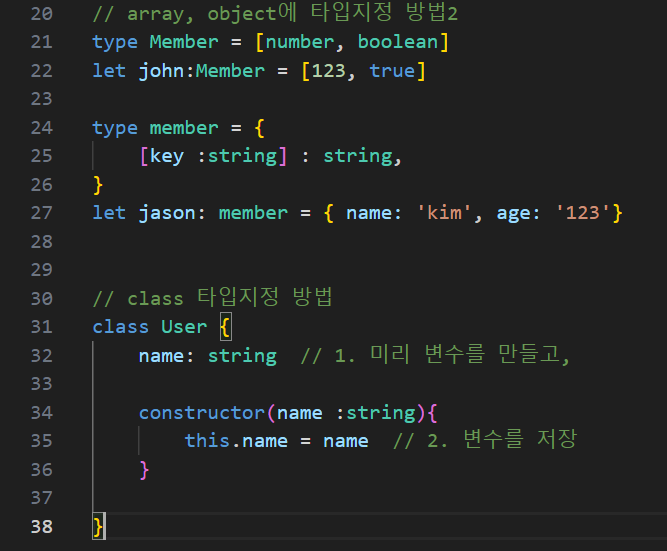 20 // array, object에 타입지정 방법2
21 type Member = [number, boolean]
22 let john:Member = [123, true]
23
24 type member = {
25     [key :string] : string,
26 }
27 let jason: member = { name: 'kim', age: '123'}
28
29
30 // class 타입지정 방법
31 class User {
32     name: string  // 1. 미리 변수를 만들고,
33
34     constructor(name :string){
35         this.name = name  // 2. 변수를 저장
36     }
37
38 }